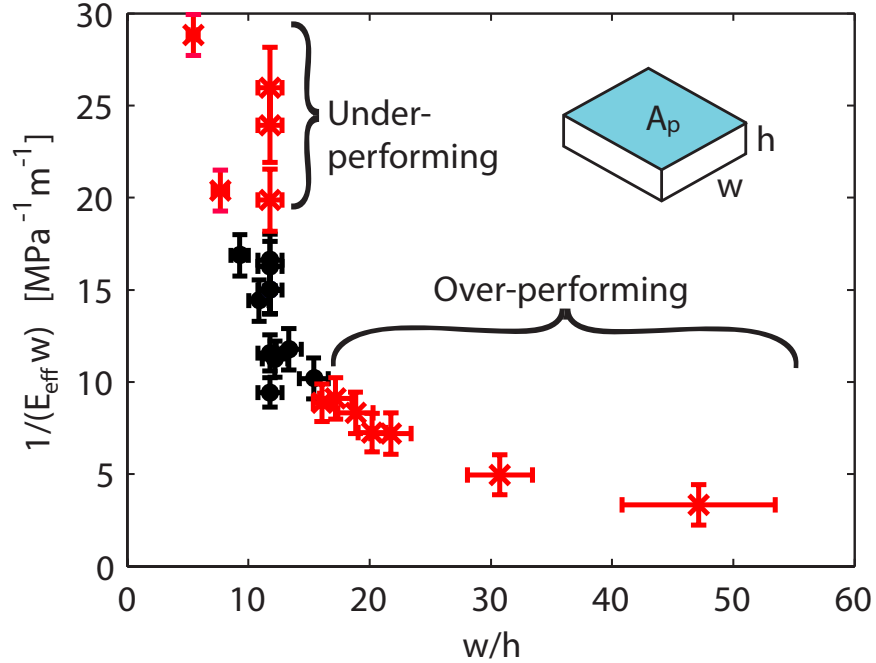 30
25
20
15
10
5
0
1/(E_eff w) [MPa⁻¹m⁻¹]
Under-
performing
A_p
h
w
Over-performing
0 10 20 30 40 50 60
w/h